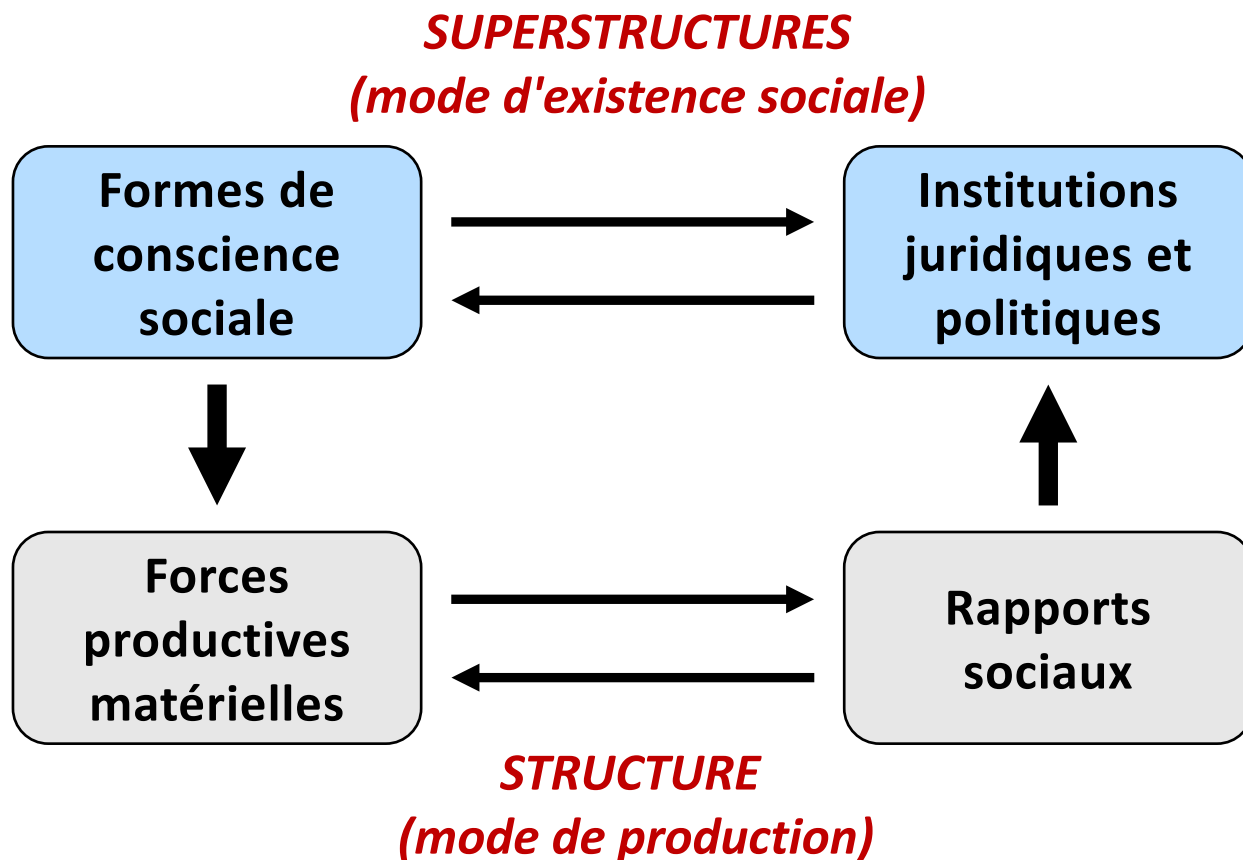 SUPERSTRUCTURES
(mode d'existence sociale)
Formes de
conscience
sociale
Institutions
juridiques et
politiques
Forces
productives
matérielles
Rapports
sociaux
STRUCTURE
(mode de production)